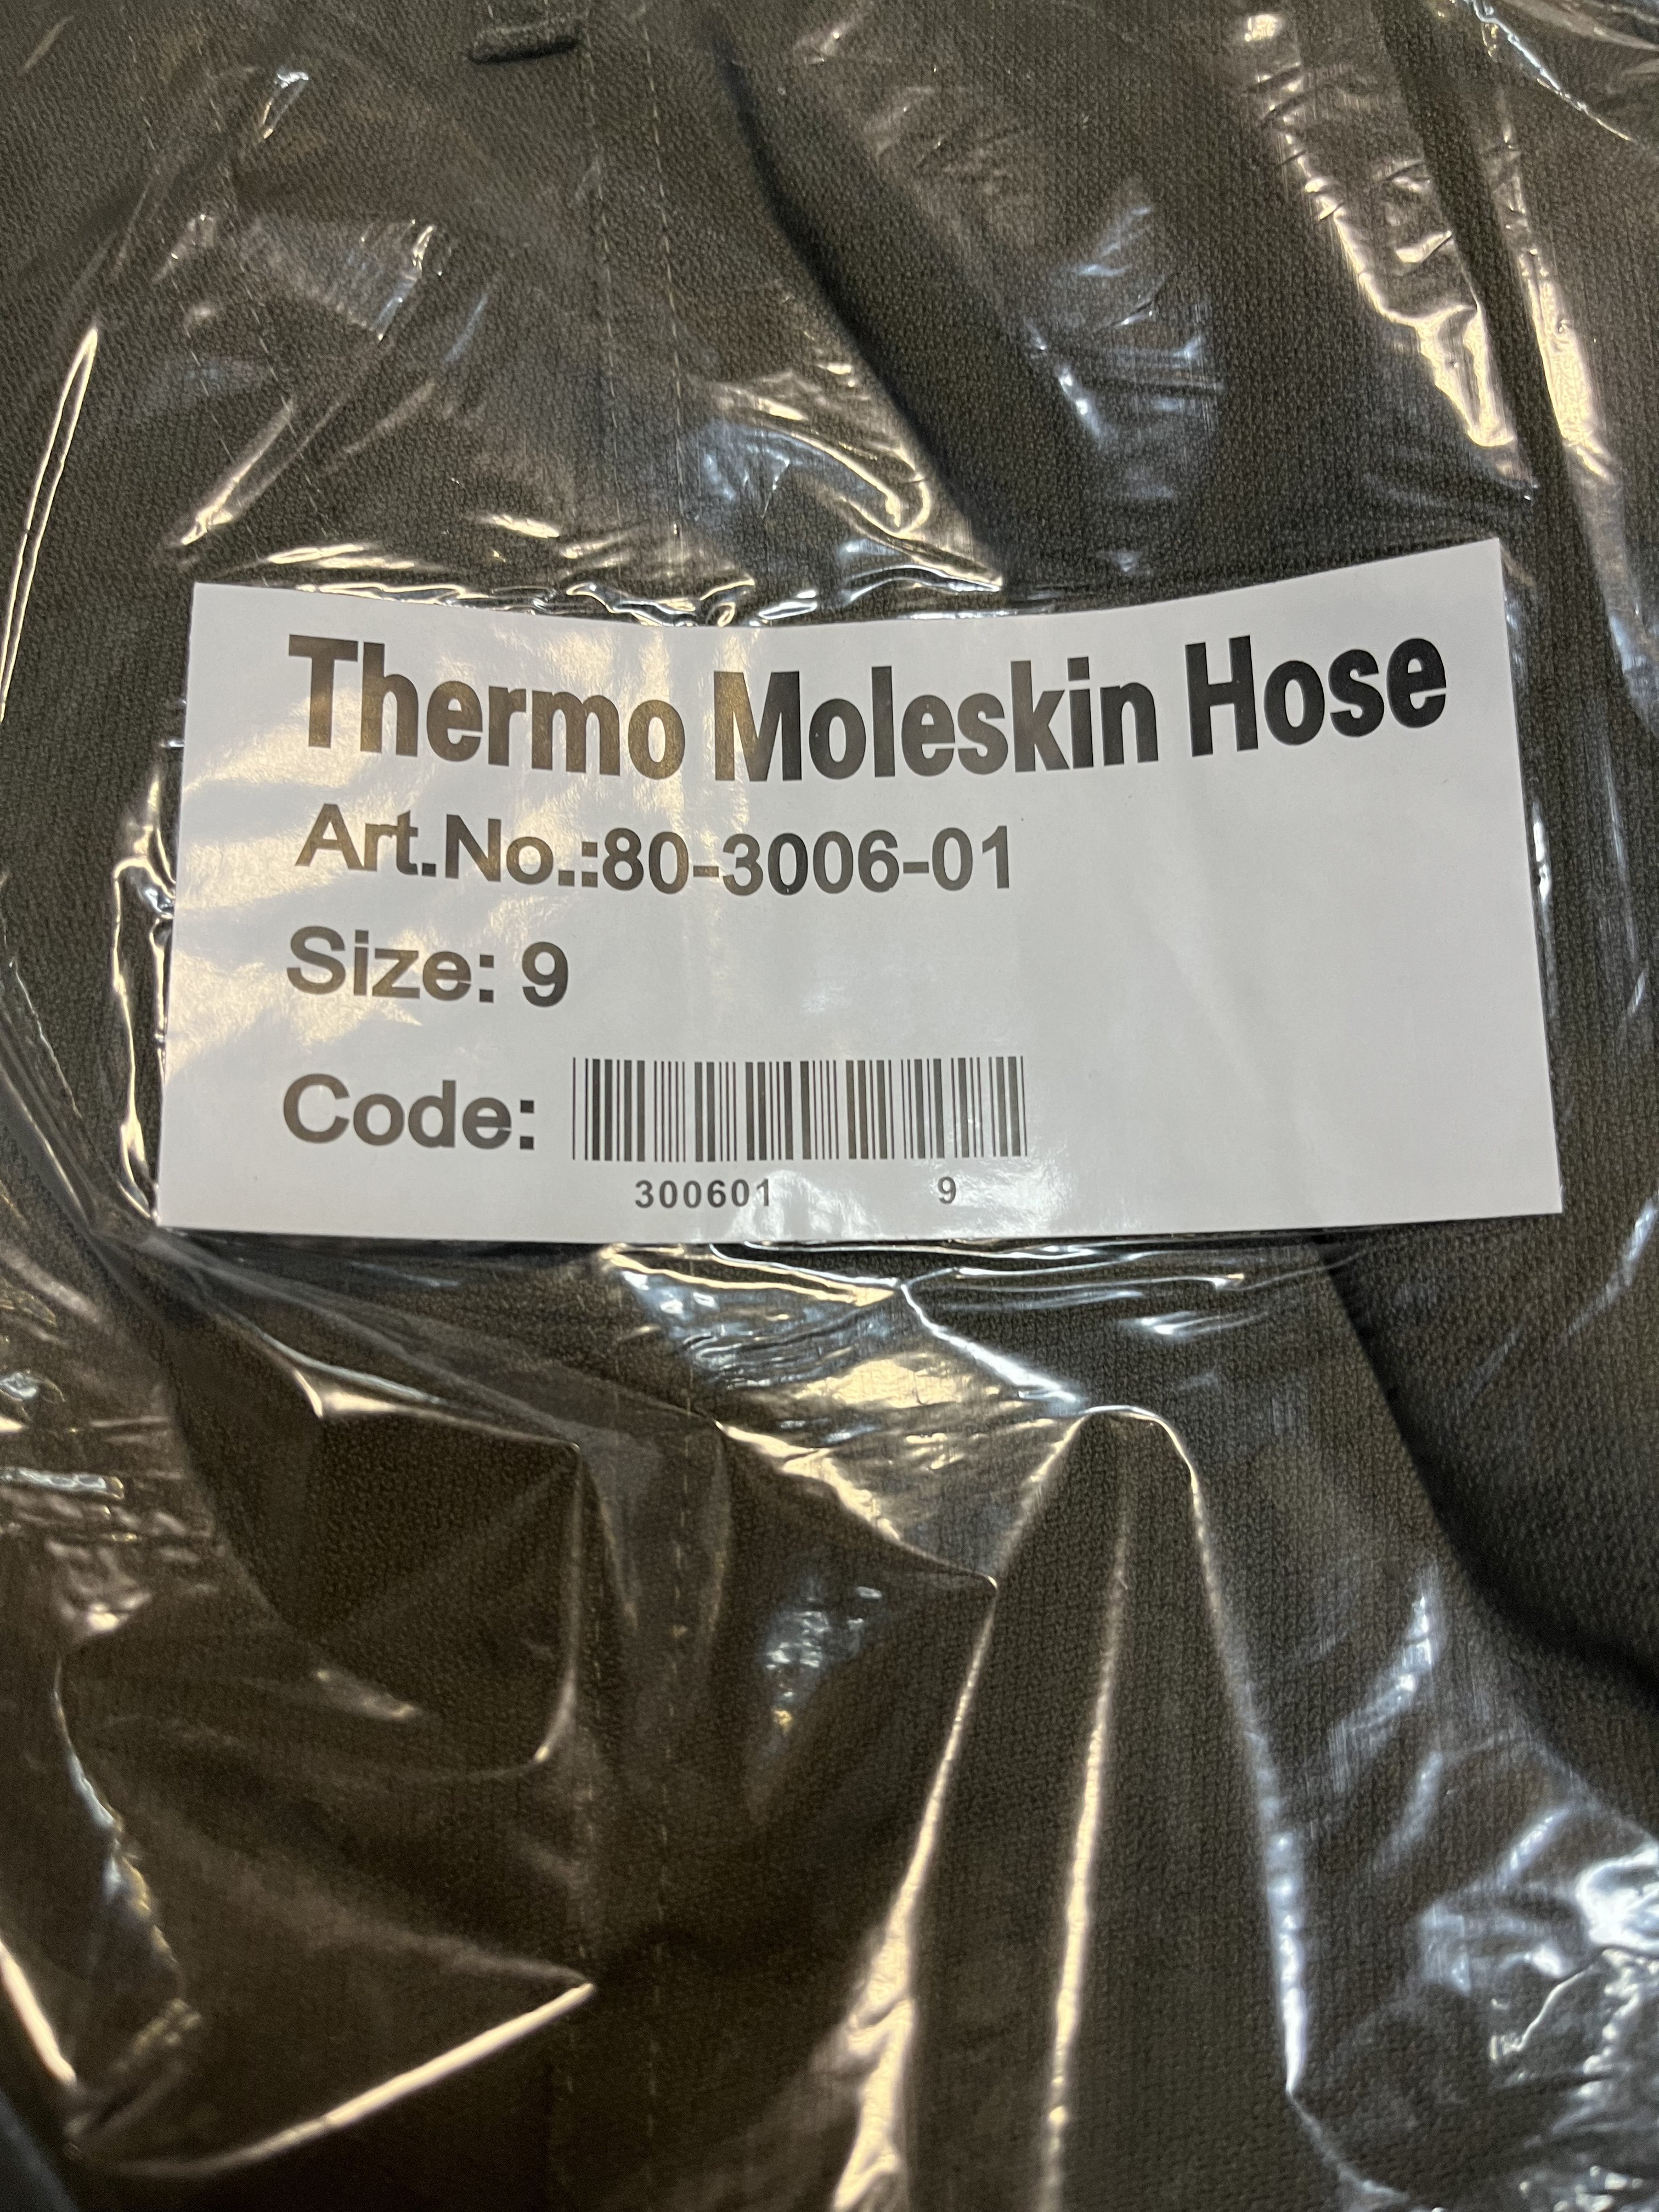 Thermo Moleskin Hose
Art.No.:80-3006-01
Size: 9
Code:
300601 9